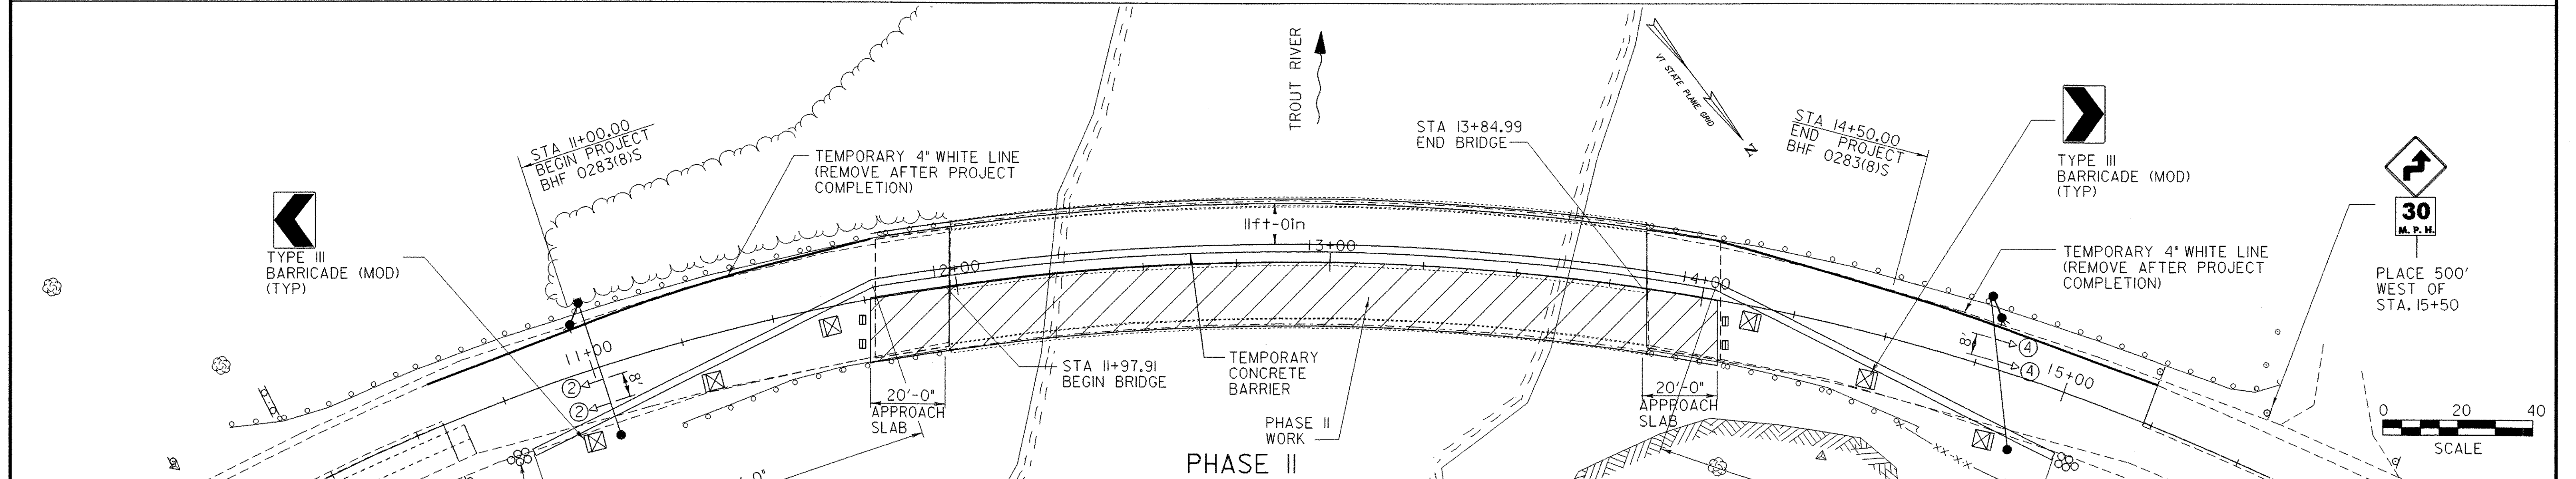 TROUT RIVER
VT STATE PLANE GRID
N
STA 11+00.00
BEGIN PROJECT
BHF 0283(8)S
TEMPORARY 4" WHITE LINE
(REMOVE AFTER PROJECT
COMPLETION)
STA 13+84.99
END BRIDGE
STA 14+50.00
END PROJECT
BHF 0283(8)S
TYPE III
BARRICADE (MOD)
(TYP)
30
M.P.H.
PLACE 500'
WEST OF
STA. 15+50
TYPE III
BARRICADE (MOD)
(TYP)
11ft-0in
13+00
12+00
14+00
TEMPORARY 4" WHITE LINE
(REMOVE AFTER PROJECT
COMPLETION)
11+00
8'
2
2
8'
4
4
15+00
STA 11+97.91
BEGIN BRIDGE
TEMPORARY
CONCRETE
BARRIER
20'-0"
APPROACH
SLAB
20'-0"
APPROACH
SLAB
PHASE II
WORK
PHASE II
0 20 40
SCALE